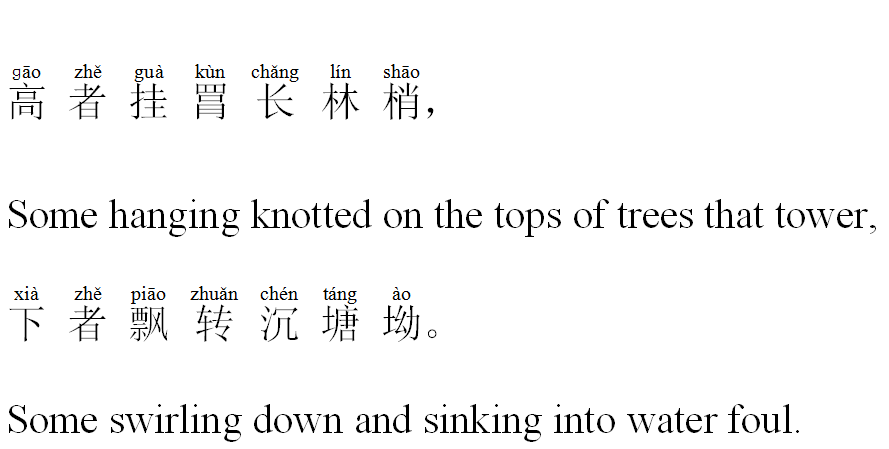 gāo zhě guà kùn chǎng lín shāo
高者挂罥长林梢，
Some hanging knotted on the tops of trees that tower,
xià zhě piāo zhuǎn chén táng ào
下者飘转沉塘坳。
Some swirling down and sinking into water foul.